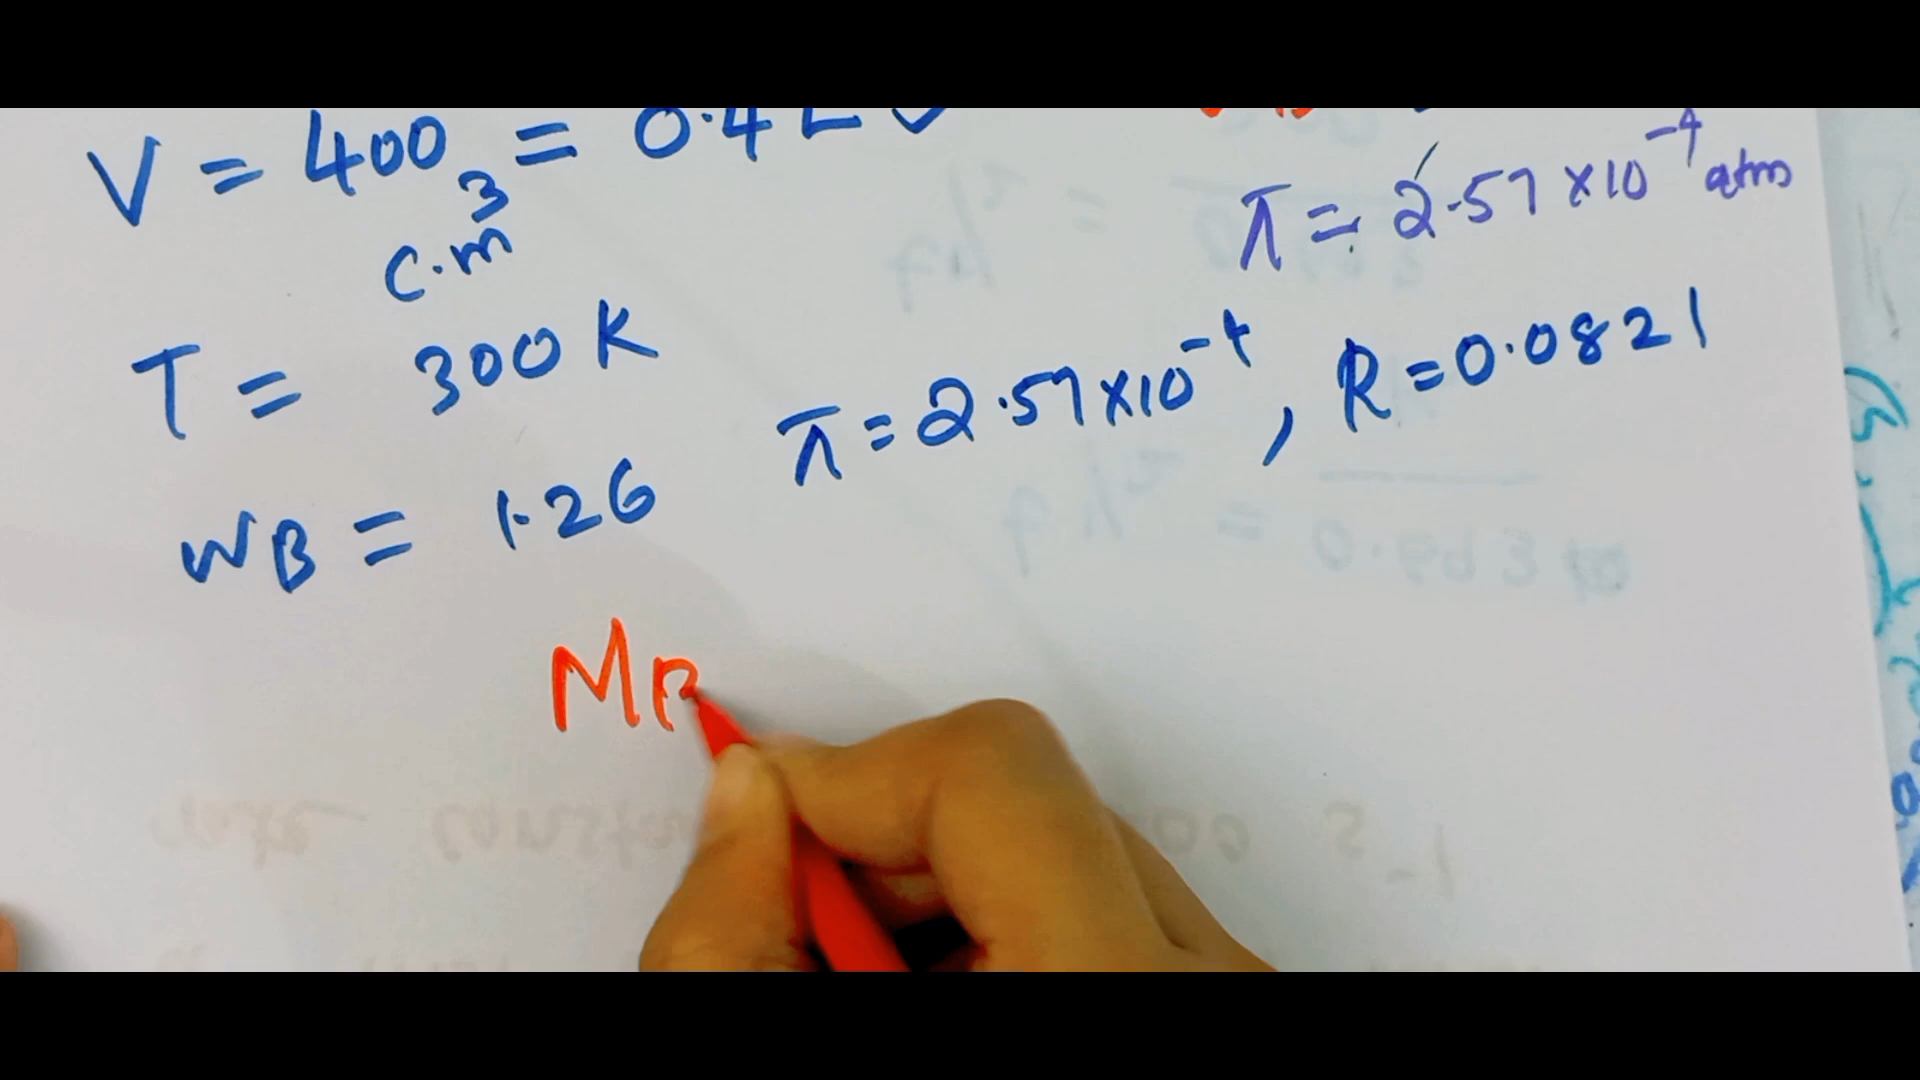 V = 400 c.m3 = 0.4 L
π = 2.57 x 10-4 atm
T = 300 K
π = 2.57 x 10-4, R = 0.0821
WB = 1.26
MB